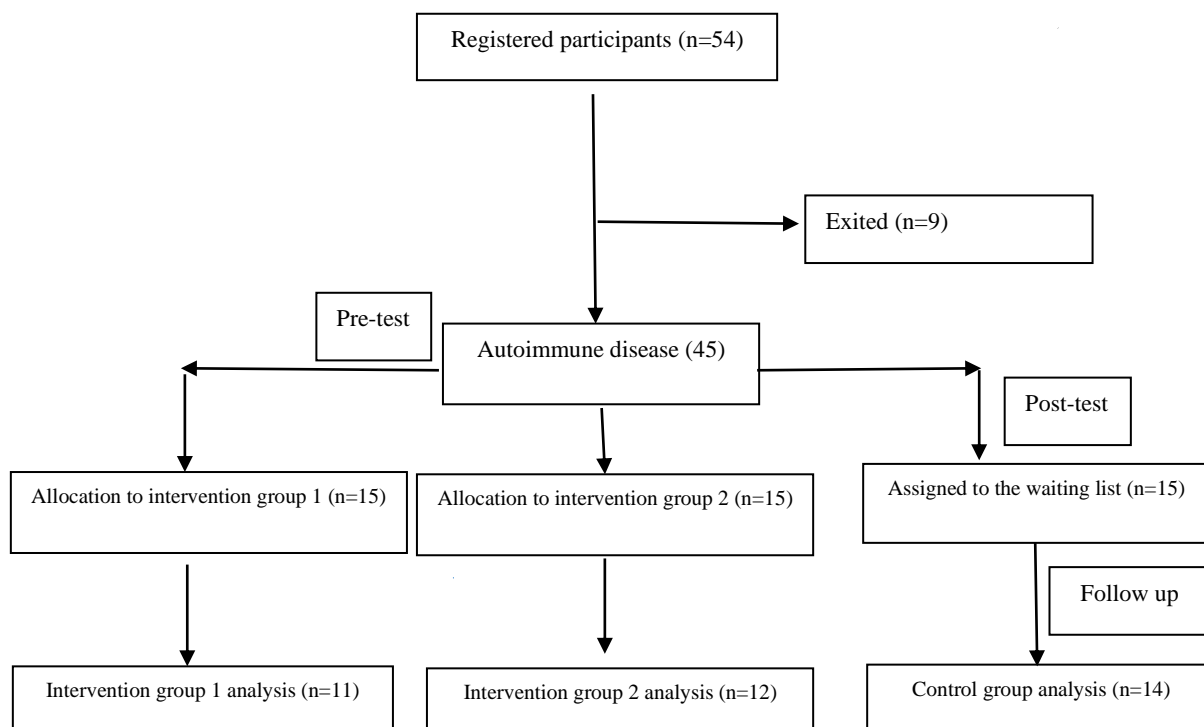 Registered participants (n=54)
Exited (n=9)
Pre-test
Autoimmune disease (45)
Post-test
Allocation to intervention group 1 (n=15)
Allocation to intervention group 2 (n=15)
Assigned to the waiting list (n=15)
Follow up
Intervention group 1 analysis (n=11)
Intervention group 2 analysis (n=12)
Control group analysis (n=14)